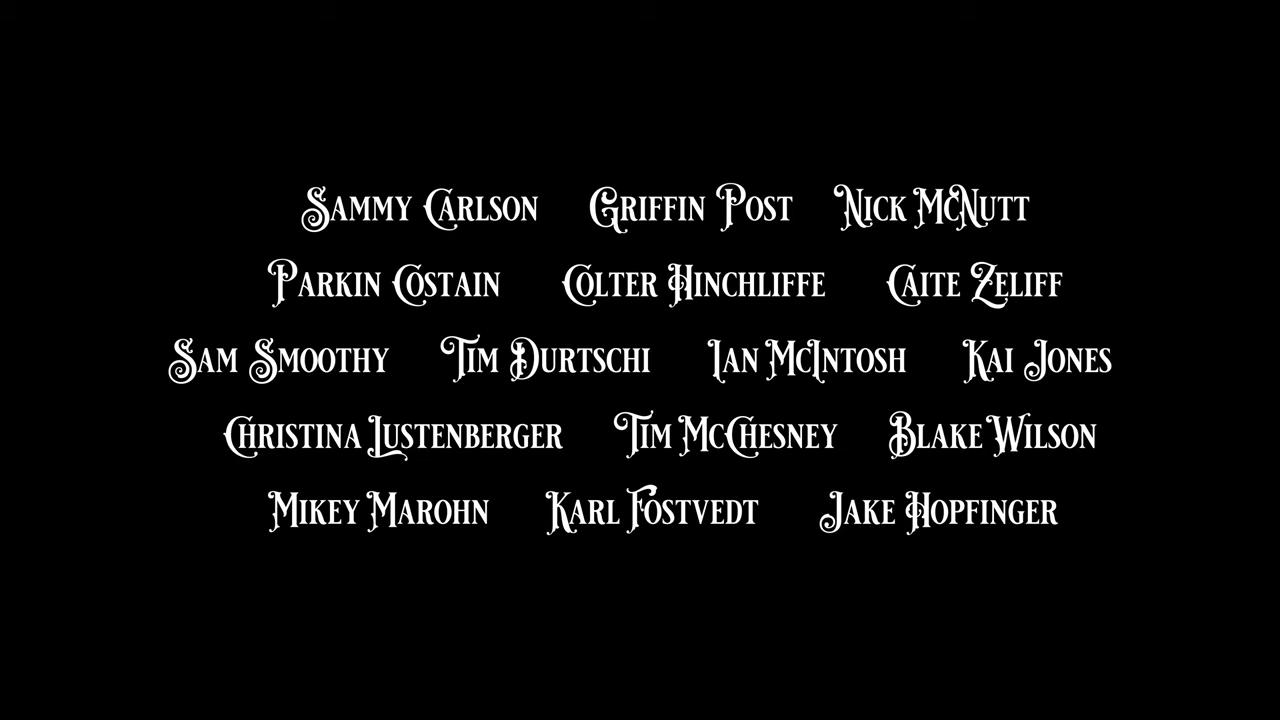 Sammy Carlson Griffin Post Nick McNutt
Parkin Costain Colter Hinchliffe Caite Zeliff
Sam Smoothy Tim Durtschi Ian McIntosh Kai Jones
Christina Lustenberger Tim McChesney Blake Wilson
Mikey Marohn Karl Fostvedt Jake Hopfinger